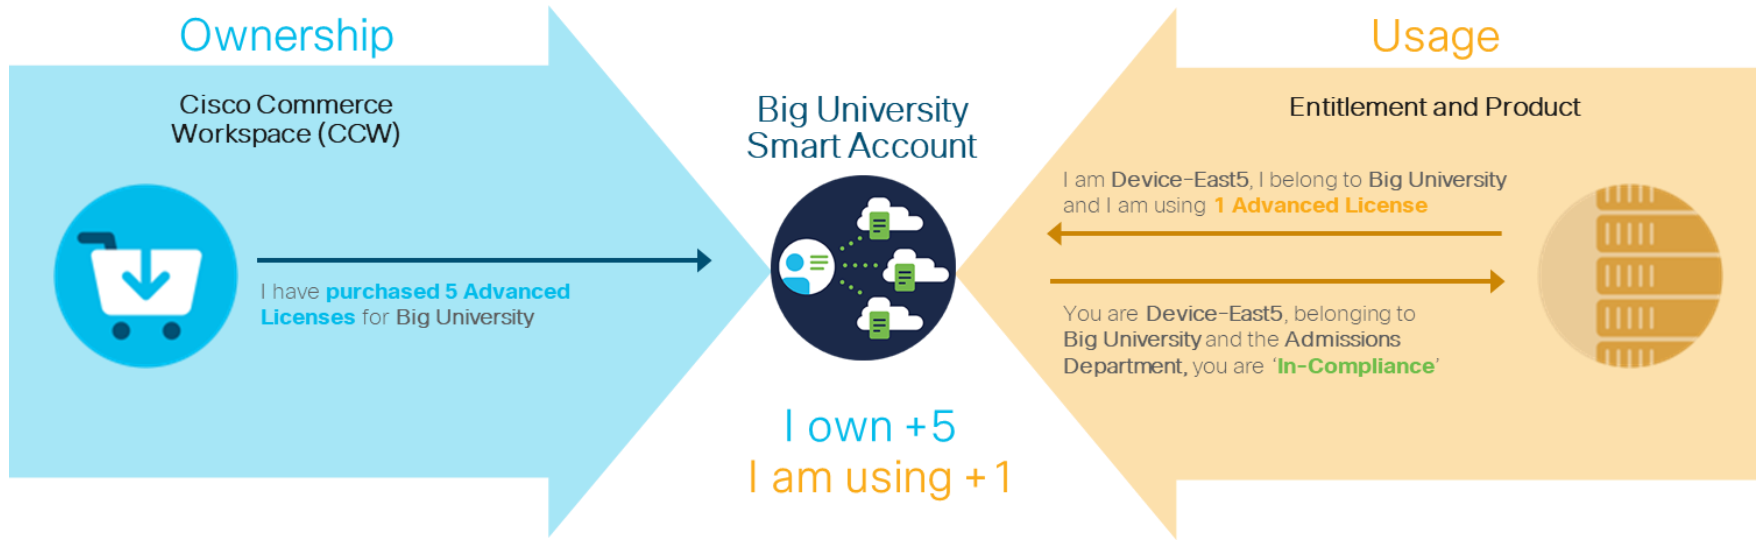 Ownership
Cisco Commerce
Workspace (CCW)
I have purchased 5 Advanced
Licenses for Big University
Big University
Smart Account
I own +5
I am using +1
Usage
Entitlement and Product
I am Device-East5, I belong to Big University
and I am using 1 Advanced License
You are Device-East5, belonging to
Big University and the Admissions
Department, you are ‘In-Compliance’